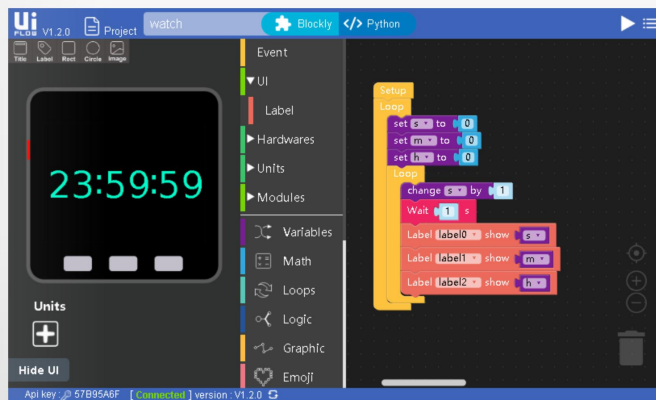 Ui
FLOW V1.2.0 Project watch Blockly </> Python
Title Label Rect Circle Image
23:59:59
Units
Hide UI
Event
UI
Label
Hardwares
Units
Modules
Variables
Math
Loops
Logic
Graphic
Emoji
Setup
Loop
set s to 0
set m to 0
set h to 0
Loop
change s by 1
Wait 1 s
Label label0 show s
Label label1 show m
Label label2 show h
Api key : 57B95A6F [ Connected ] version : V1.2.0